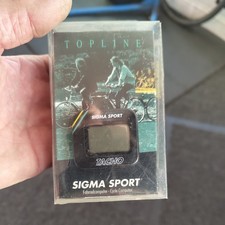 TOPLINE
SIGMA SPORT
TACHO
SIGMA SPORT
Fahrradcomputer · Cycle Computer